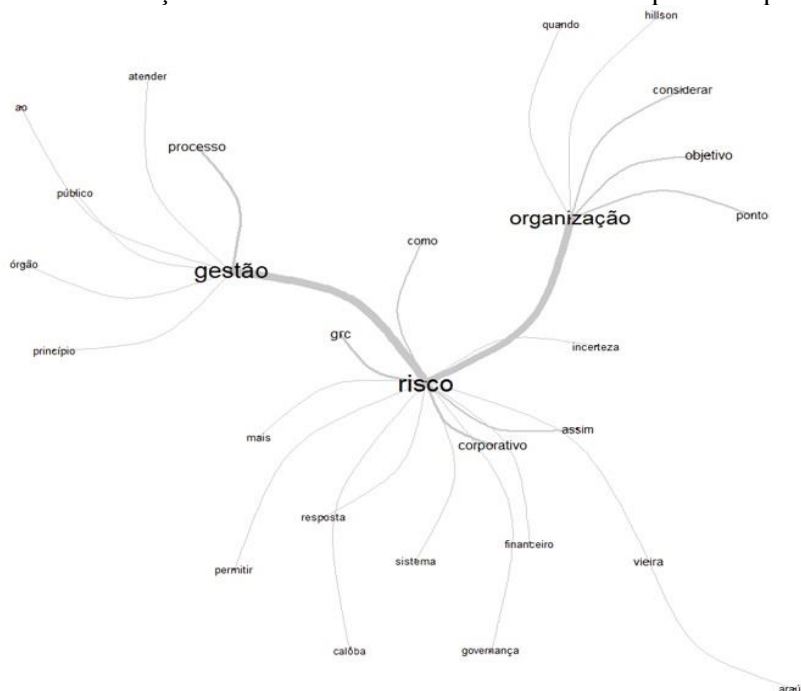 quando
hillson
atender
considerar
ao
processo
objetivo
público
organização
ponto
como
órgão
gestão
grc
incerteza
princípio
risco
mais
assim
corporativo
resposta
financeiro
permitir
sistema
vieira
calôba
governança